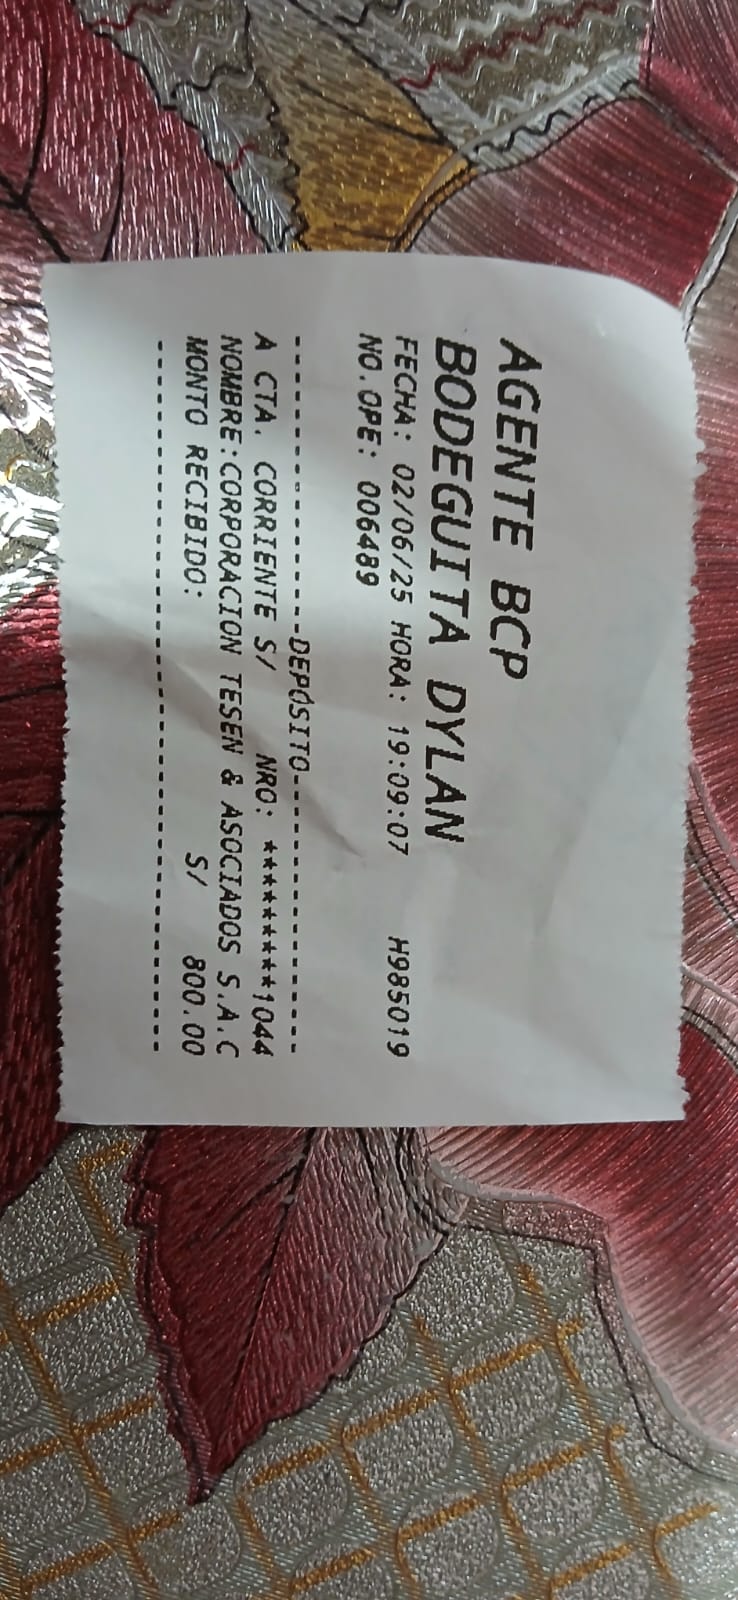 AGENTE BCP
BODEGUITA DYLAN
FECHA: 02/06/25 HORA: 19:09:07 H985019
NO.OPE: 006489
------------DEPÓSITO------------
A CTA. CORRIENTE S/ NRO: *********1044
NOMBRE:CORPORACION TESEN & ASOCIADOS S.A.C
MONTO RECIBIDO: S/ 800.00